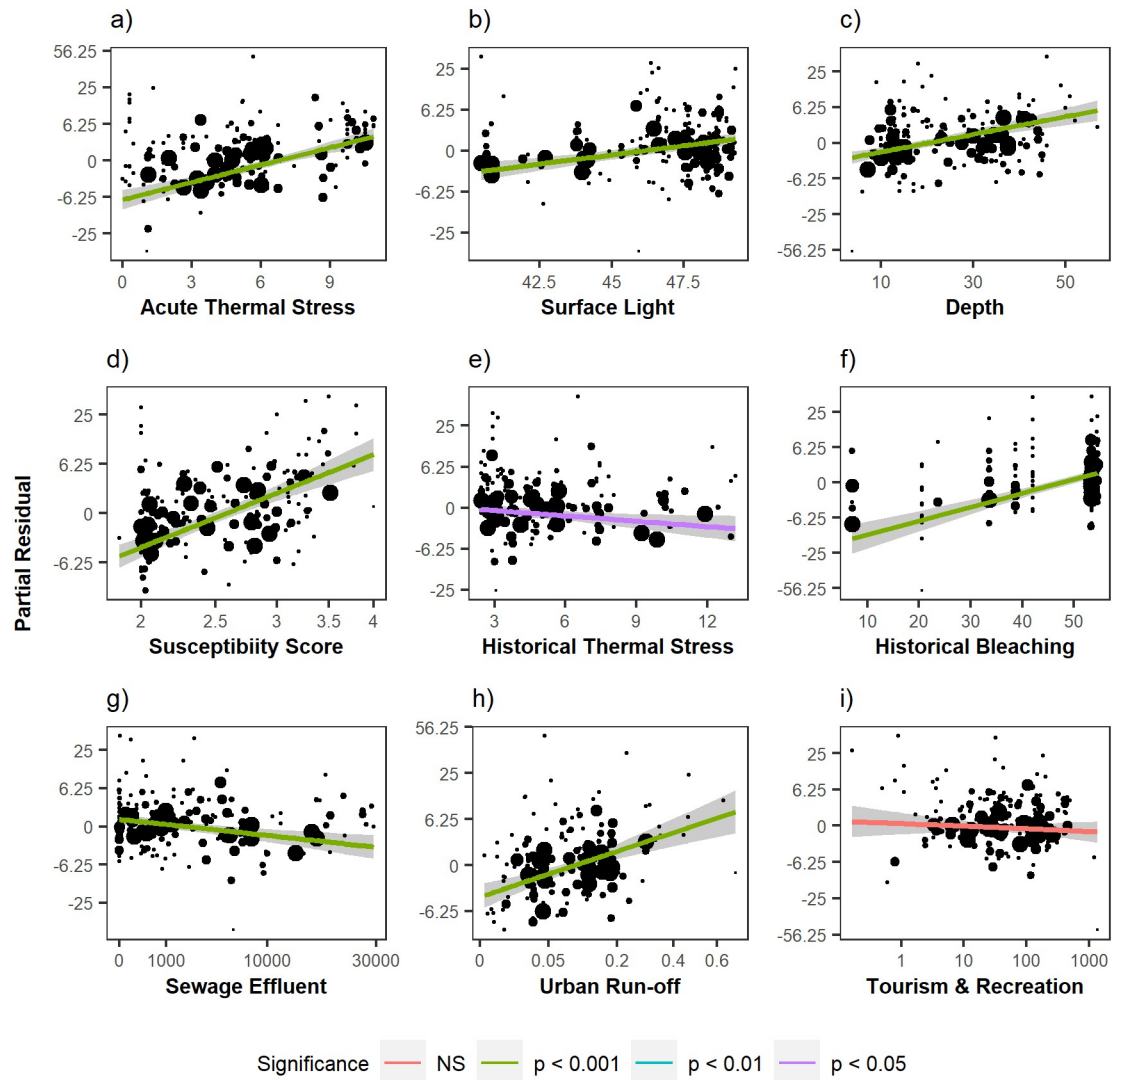 a)
56.25
25
6.25
0
-6.25
-25
0 3 6 9
Acute Thermal Stress
b)
25
6.25
0
-6.25
-25
42.5 45 47.5
Surface Light
c)
25
6.25
0
-6.25
-25
-56.25
10 30 50
Depth
Partial Residual
d)
25
6.25
0
-6.25
2 2.5 3 3.5 4
Susceptibiity Score
e)
25
6.25
0
-6.25
-25
3 6 9 12
Historical Thermal Stress
f)
25
6.25
0
-6.25
-25
-56.25
10 20 30 40 50
Historical Bleaching
g)
25
6.25
0
-6.25
-25
0 1000 10000 30000
Sewage Effluent
h)
56.25
25
6.25
0
-6.25
0 0.05 0.2 0.4 0.6
Urban Run-off
i)
25
6.25
0
-6.25
-25
-56.25
1 10 100 1000
Tourism & Recreation
Significance NS p < 0.001 p < 0.01 p < 0.05